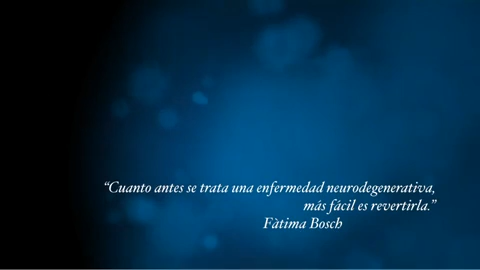 “Cuanto antes se trata una enfermedad neurodegenerativa,
más fácil es revertirla.”
Fàtima Bosch